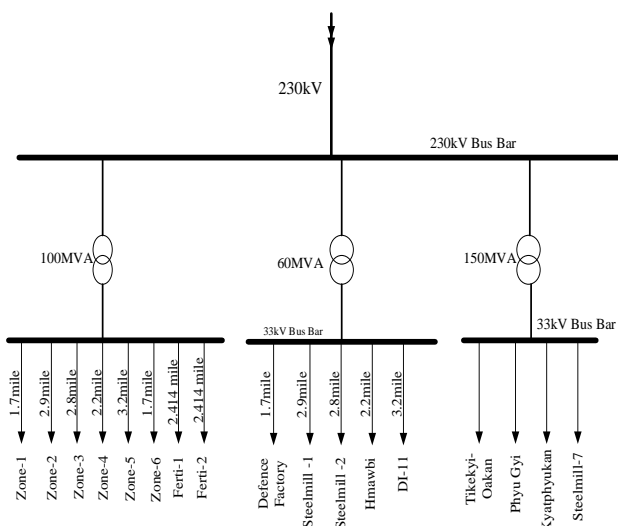 230kV
230kV Bus Bar
100MVA
60MVA
150MVA
33kV Bus Bar
33kV Bus Bar
1.7mile
2.9mile
2.8mile
2.2mile
3.2mile
1.7mile
2.414 mile
2.414 mile
1.7mile
2.9mile
2.8mile
2.2mile
3.2mile
Zone-1
Zone-2
Zone-3
Zone-4
Zone-5
Zone-6
Ferti-1
Ferti-2
Defence
Factory
Steelmill -1
Steelmill -2
Hmawbi
DI-11
Tikekyi-
Oakan
Phyu Gyi
Kyatphyukan
Steelmill-7